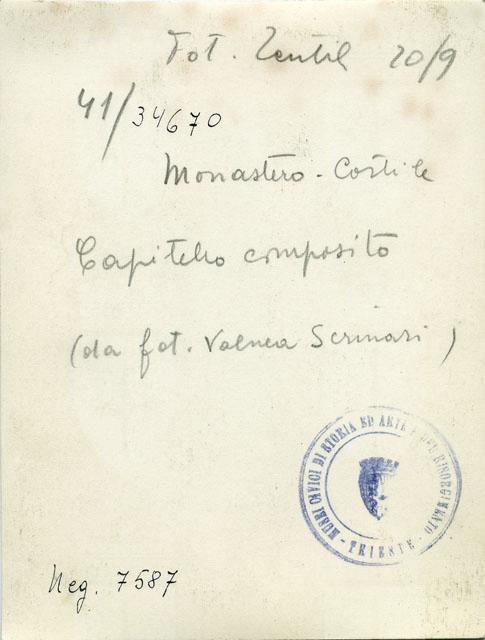 Fot. Zentil 20/9
41/34670
Monastero - Cortile
Capitello composito
(da fot. Valnea Scrinari)
MUSEI CIVICI DI STORIA ED ARTE E DEL RISORGIMENTO
- TRIESTE -
Neg. 7587